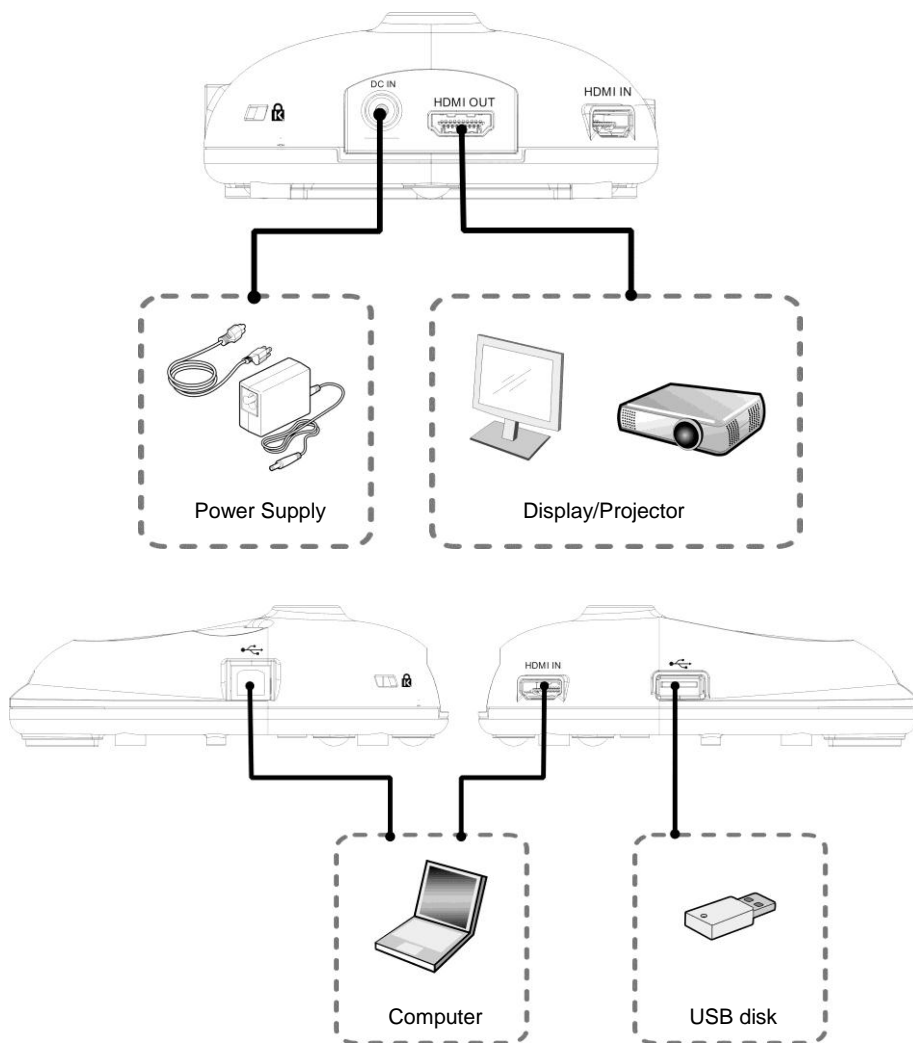 DC IN
HDMI OUT
HDMI IN
K
Power Supply
Display/Projector
K
HDMI IN
Computer
USB disk